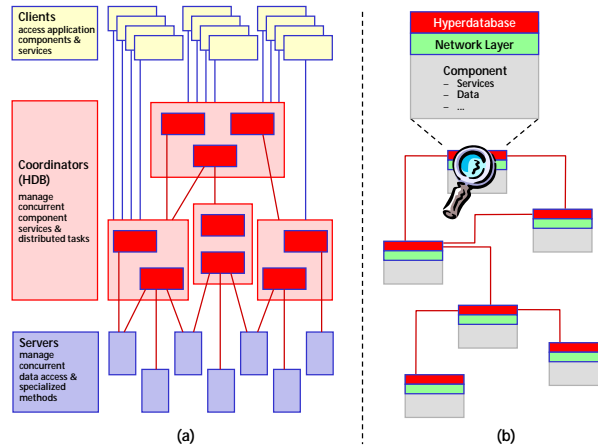 Clients
access application
components &
services
Coordinators
(HDB)
manage
concurrent
component
services &
distributed tasks
Servers
manage
concurrent
data access &
specialized
methods
(a)
Hyperdatabase
Network Layer
Component
– Services
– Data
– ...
(b)